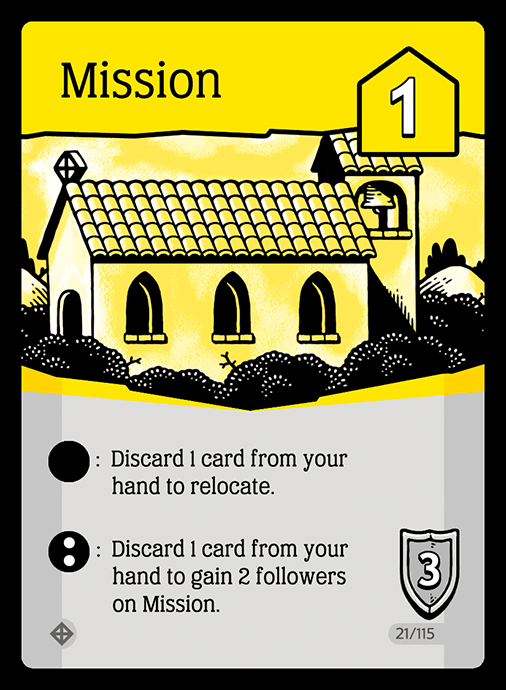 Mission
1
: Discard 1 card from your
hand to relocate.
: Discard 1 card from your
hand to gain 2 followers
on Mission.
3
21/115